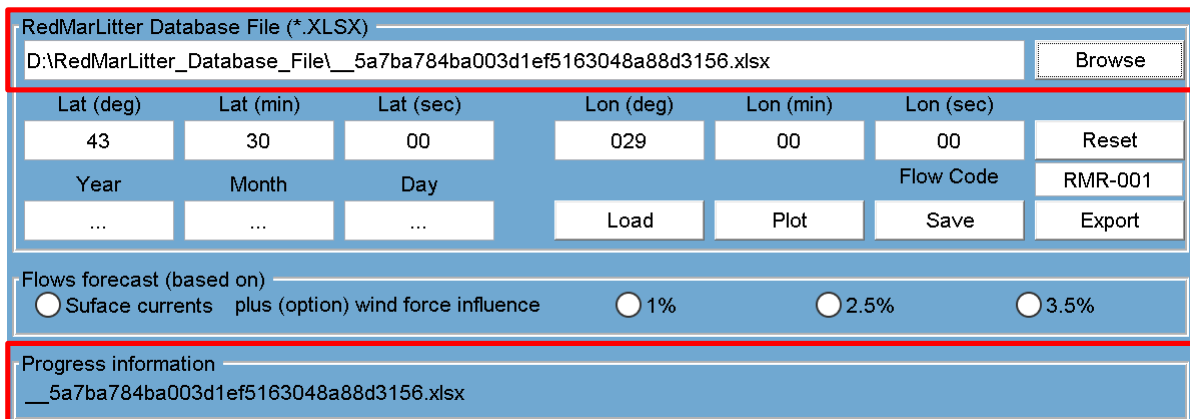 RedMarLitter Database File (*.XLSX)
D:\RedMarLitter_Database_File\__5a7ba784ba003d1ef5163048a88d3156.xlsx Browse
Lat (deg) Lat (min) Lat (sec) Lon (deg) Lon (min) Lon (sec)
43 30 00 029 00 00 Reset
Year Month Day Flow Code RMR-001
... ... ... Load Plot Save Export
Flows forecast (based on)
Suface currents plus (option) wind force influence 1% 2.5% 3.5%
Progress information
__5a7ba784ba003d1ef5163048a88d3156.xlsx